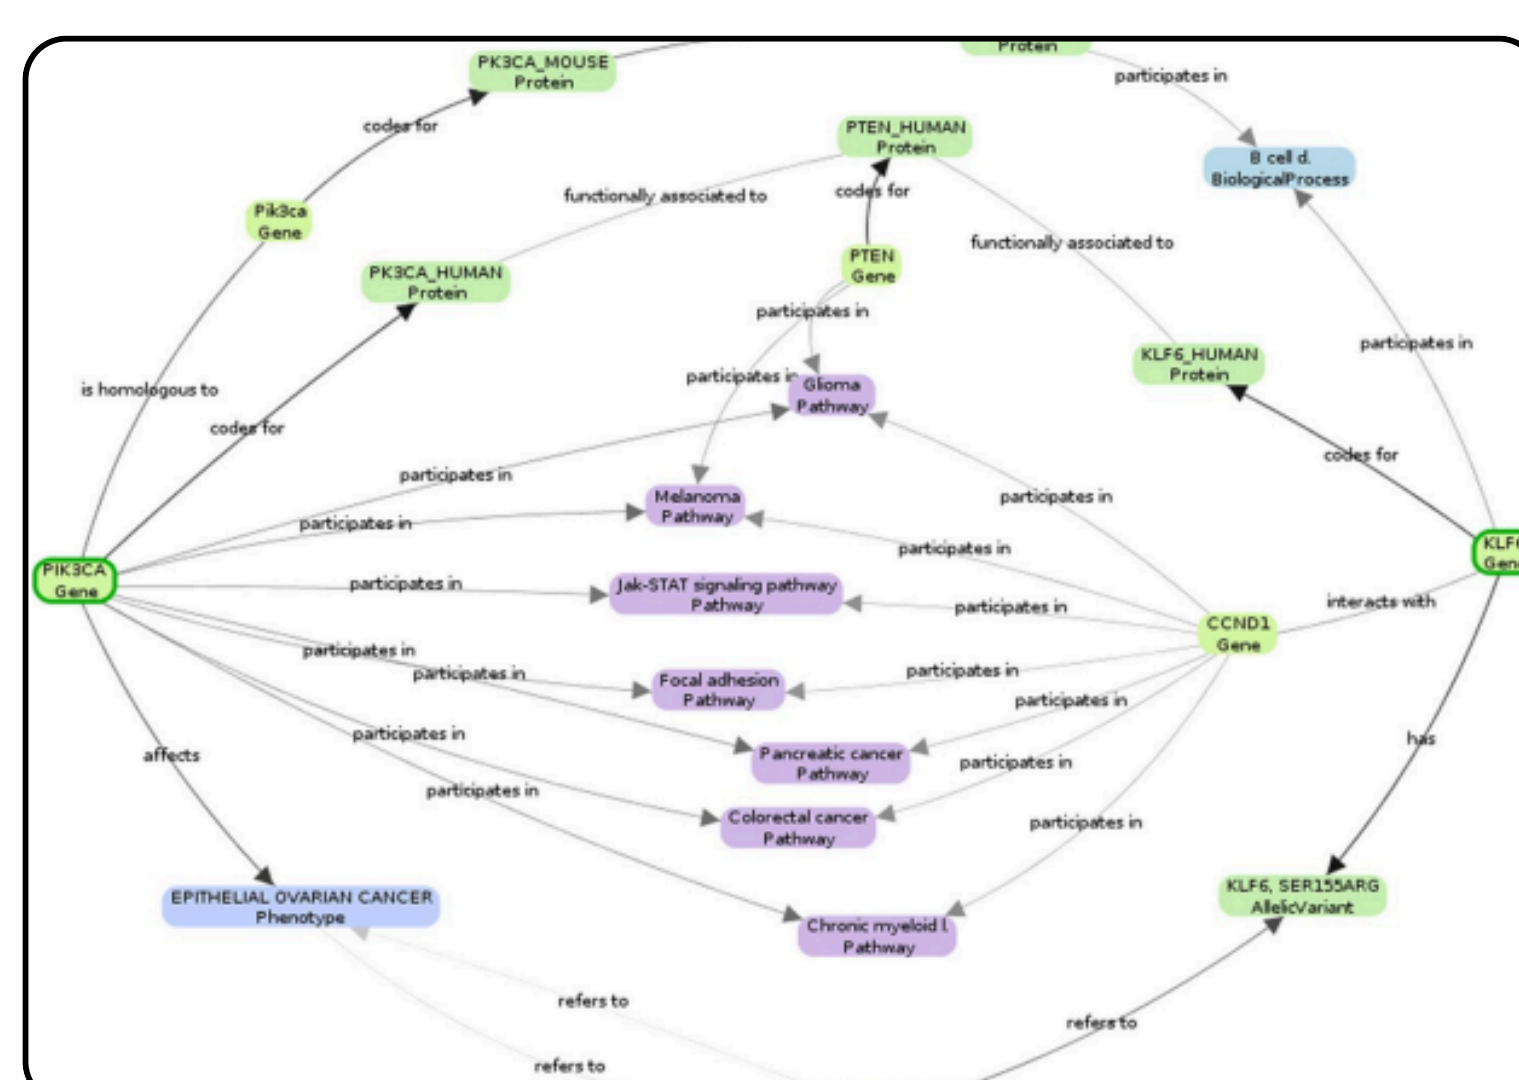 Protein
PK3CA_MOUSE
Protein
participates in
codes for
PTEN_HUMAN
Protein
B cell d.
BiologicalProcess
functionally associated to
codes for
Pik3ca
Gene
functionally associated to
PTEN
Gene
PK3CA_HUMAN
Protein
participates in
participates in
KLF6_HUMAN
Protein
participates in
Glioma
Pathway
is homologous to
codes for
codes for
participates in
participates in
Melanoma
Pathway
participates in
participates in
KLF6
Gene
PIK3CA
Gene
participates in
Jak-STAT signaling pathway
Pathway
participates in
interacts with
CCND1
Gene
participates in
participates in
Focal adhesion
Pathway
participates in
participates in
participates in
Pancreatic cancer
Pathway
participates in
affects
has
participates in
Colorectal cancer
Pathway
participates in
EPITHELIAL OVARIAN CANCER
Phenotype
KLF6, SER155ARG
AllelicVariant
Chronic myeloid l.
Pathway
refers to
refers to
refers to